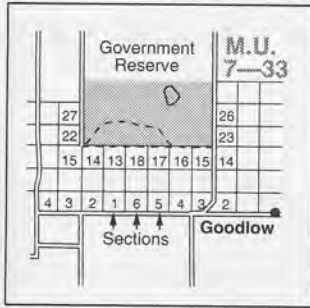 Government
Reserve
M.U.
7—33
27
26
22
23
15 14 13 18 17 16 15 14
4 3 2 1 6 5 4 3 2
Sections
Goodlow